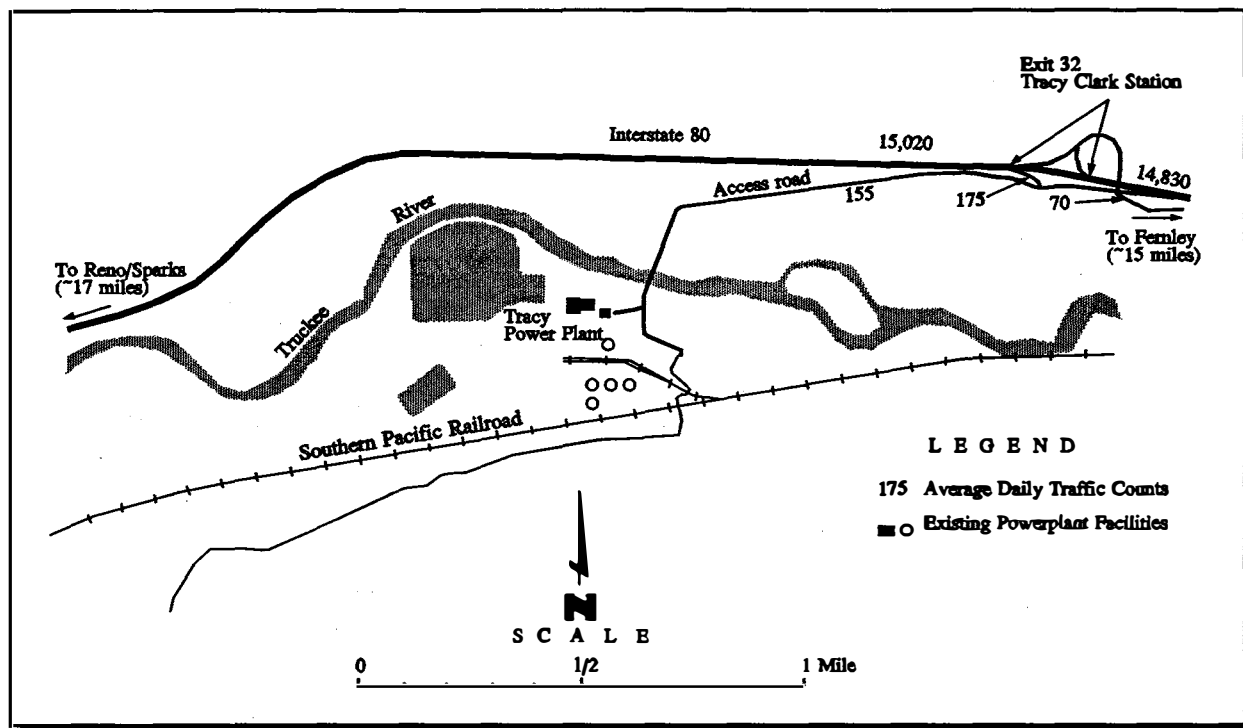 Exit 32
Tracy Clark Station
Interstate 80
15,020
14,830
Access road
155
175
70
River
To Fernley
(~15 miles)
To Reno/Sparks
(~17 miles)
Tracy
Power Plant
Truckee
Southern Pacific Railroad
L E G E N D
175 Average Daily Traffic Counts
Existing Powerplant Facilities
N
S C A L E
0 1/2 1 Mile